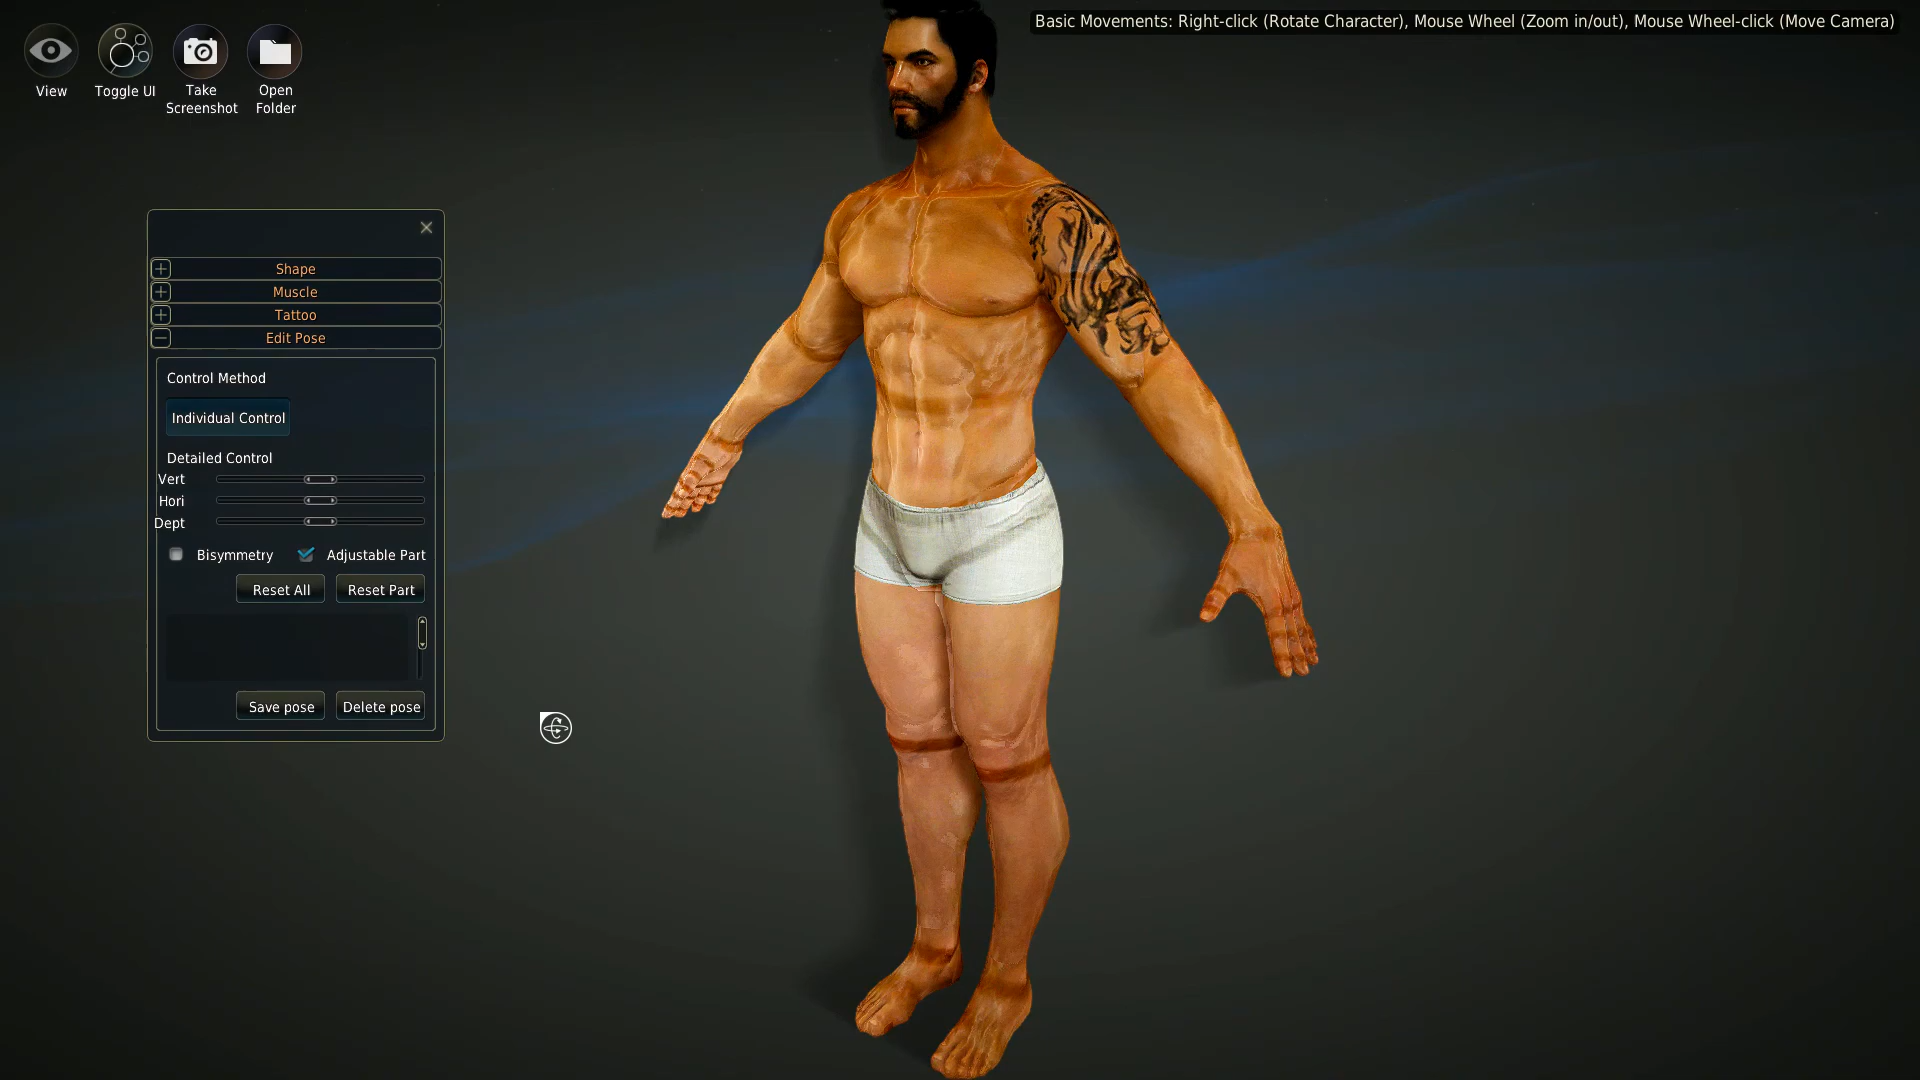 Basic Movements: Right-click (Rotate Character), Mouse Wheel (Zoom in/out), Mouse Wheel-click (Move Camera)
View
Toggle UI
Take
Screenshot
Open
Folder
Shape
Muscle
Tattoo
Edit Pose
Control Method
Individual Control
Detailed Control
Vert
Hori
Dept
Bisymmetry
Adjustable Part
Reset All
Reset Part
Save pose
Delete pose